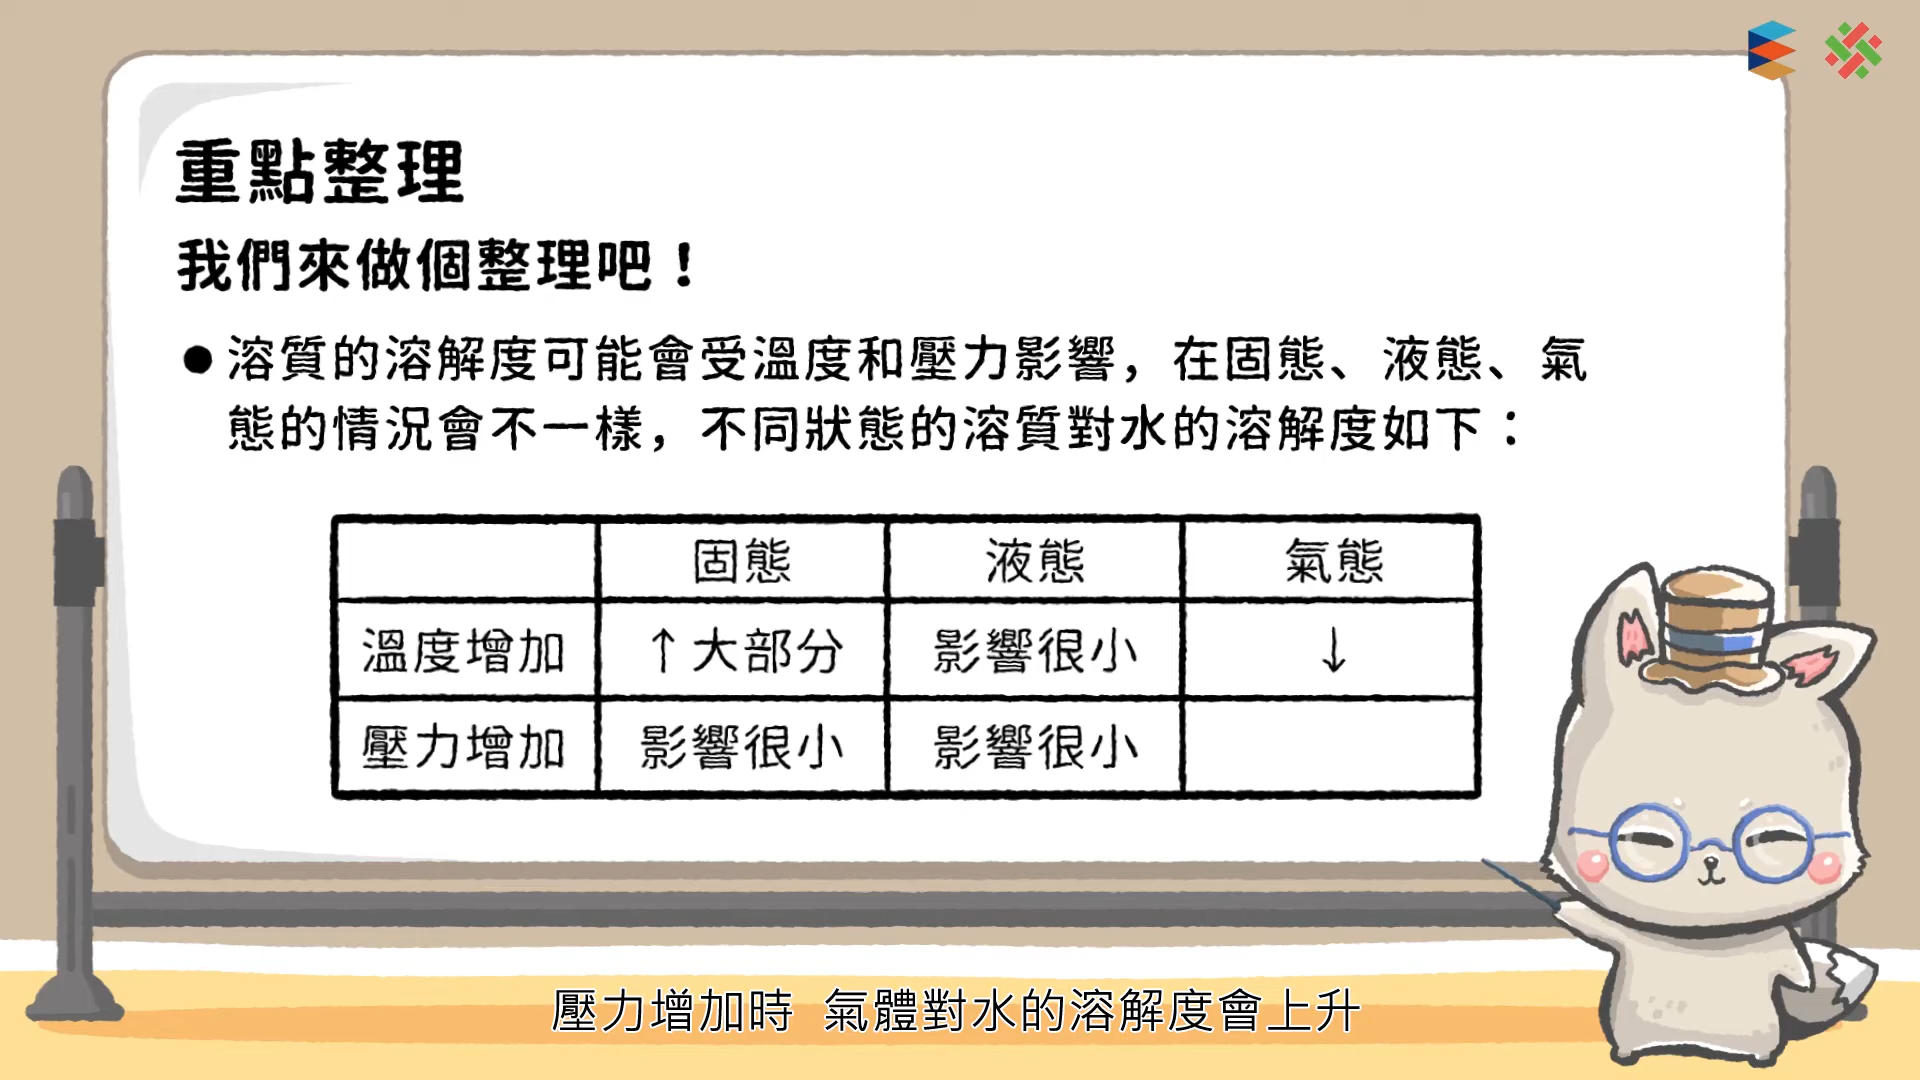 重點整理
我們來做個整理吧！
●溶質的溶解度可能會受溫度和壓力影響，在固態、液態、氣
態的情況會不一樣，不同狀態的溶質對水的溶解度如下：
固態 液態 氣態
溫度增加 ↑大部分 影響很小 ↓
壓力增加 影響很小 影響很小
壓力增加時 氣體對水的溶解度會上升